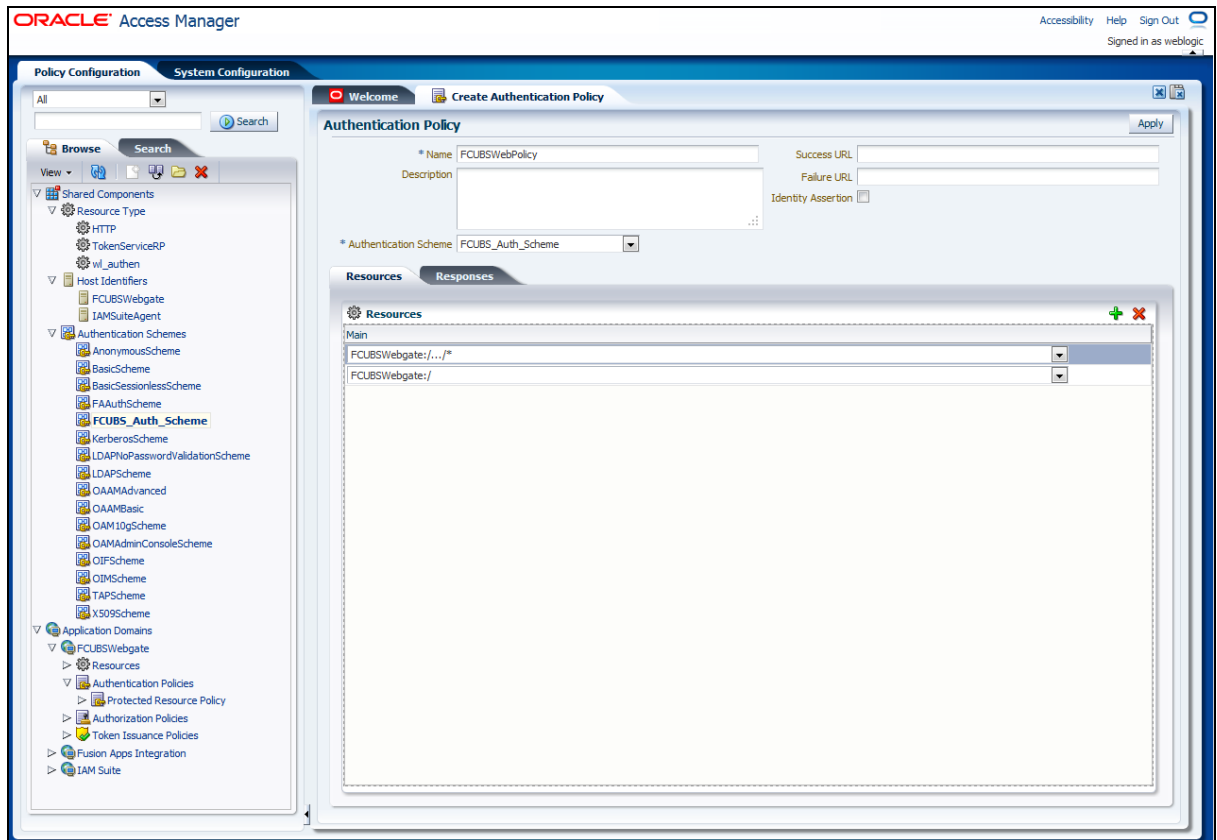 ORACLE Access Manager
Accessibility Help Sign Out
Signed in as weblogic
Policy Configuration
System Configuration
All
Search
Browse
Search
View
Shared Components
Resource Type
HTTP
TokenServiceRP
wl_authen
Host Identifiers
FCUBSWebgate
IAMSuiteAgent
Authentication Schemes
AnonymousScheme
BasicScheme
BasicSessionlessScheme
FAAuthScheme
FCUBS_Auth_Scheme
KerberosScheme
LDAPNoPasswordValidationScheme
LDAPScheme
OAAMAdvanced
OAAMBasic
OAM10gScheme
OAMAdminConsoleScheme
OIFScheme
OIMScheme
TAPScheme
X509Scheme
Application Domains
FCUBSWebgate
Resources
Authentication Policies
Protected Resource Policy
Authorization Policies
Token Issuance Policies
Fusion Apps Integration
IAM Suite
Welcome
Create Authentication Policy
Authentication Policy
Apply
* Name FCUBSWebPolicy
Description
* Authentication Scheme FCUBS_Auth_Scheme
Success URL
Failure URL
Identity Assertion
Resources
Responses
Resources
Main
FCUBSWebgate:/.../*
FCUBSWebgate:/